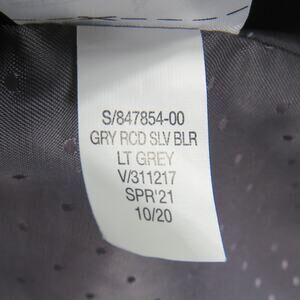 S/847854-00
GRY RCD SLV BLR
LT GREY
V/311217
SPR'21
10/20